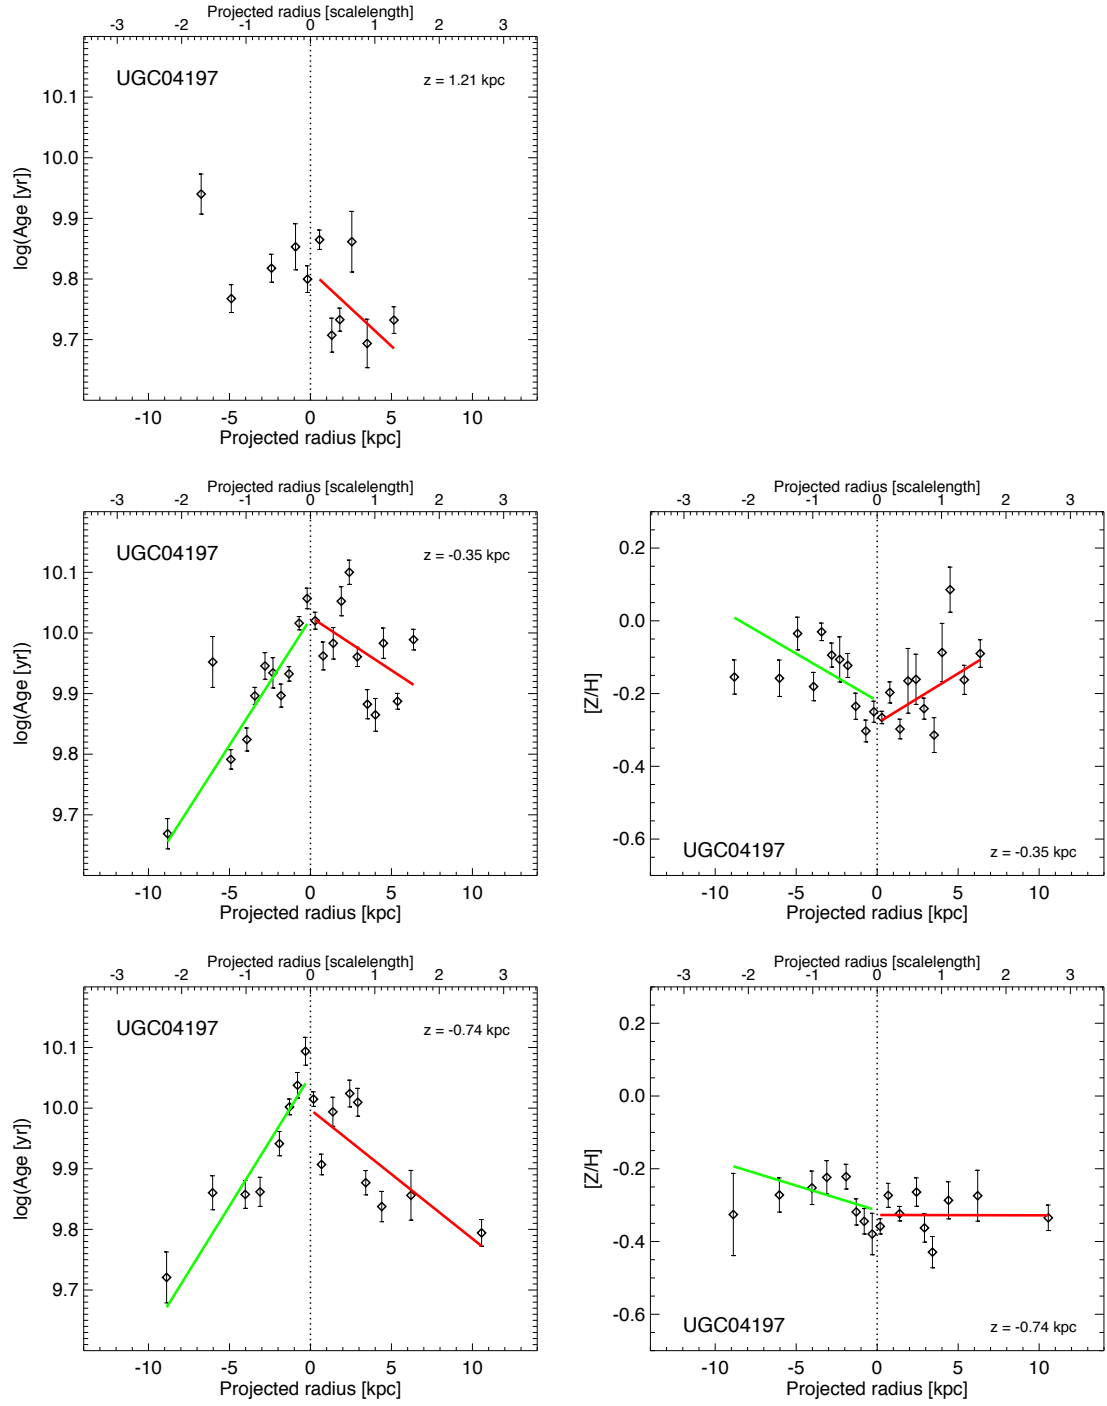 Projected radius [scalelength]
-3 -2 -1 0 1 2 3
UGC04197
z = 1.21 kpc
log(Age [yr])
10.1
10.0
9.9
9.8
9.7
-10 -5 0 5 10
Projected radius [kpc]
Projected radius [scalelength]
-3 -2 -1 0 1 2 3
UGC04197
z = -0.35 kpc
log(Age [yr])
10.1
10.0
9.9
9.8
9.7
-10 -5 0 5 10
Projected radius [kpc]
Projected radius [scalelength]
-3 -2 -1 0 1 2 3
[Z/H]
0.2
0.0
-0.2
-0.4
-0.6
UGC04197
z = -0.35 kpc
-10 -5 0 5 10
Projected radius [kpc]
Projected radius [scalelength]
-3 -2 -1 0 1 2 3
UGC04197
z = -0.74 kpc
log(Age [yr])
10.1
10.0
9.9
9.8
9.7
-10 -5 0 5 10
Projected radius [kpc]
Projected radius [scalelength]
-3 -2 -1 0 1 2 3
[Z/H]
0.2
0.0
-0.2
-0.4
-0.6
UGC04197
z = -0.74 kpc
-10 -5 0 5 10
Projected radius [kpc]